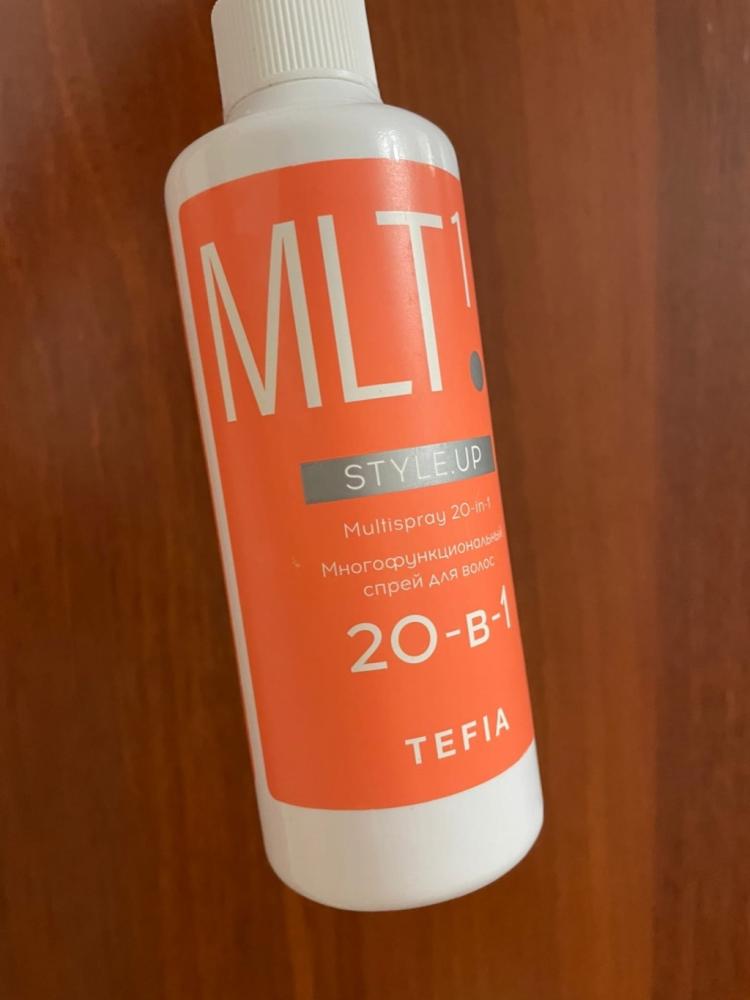 MLT¹.
STYLE.UP
Multispray 20-in-1
Многофункциональный
спрей для волос
20-в-1
TEFIA